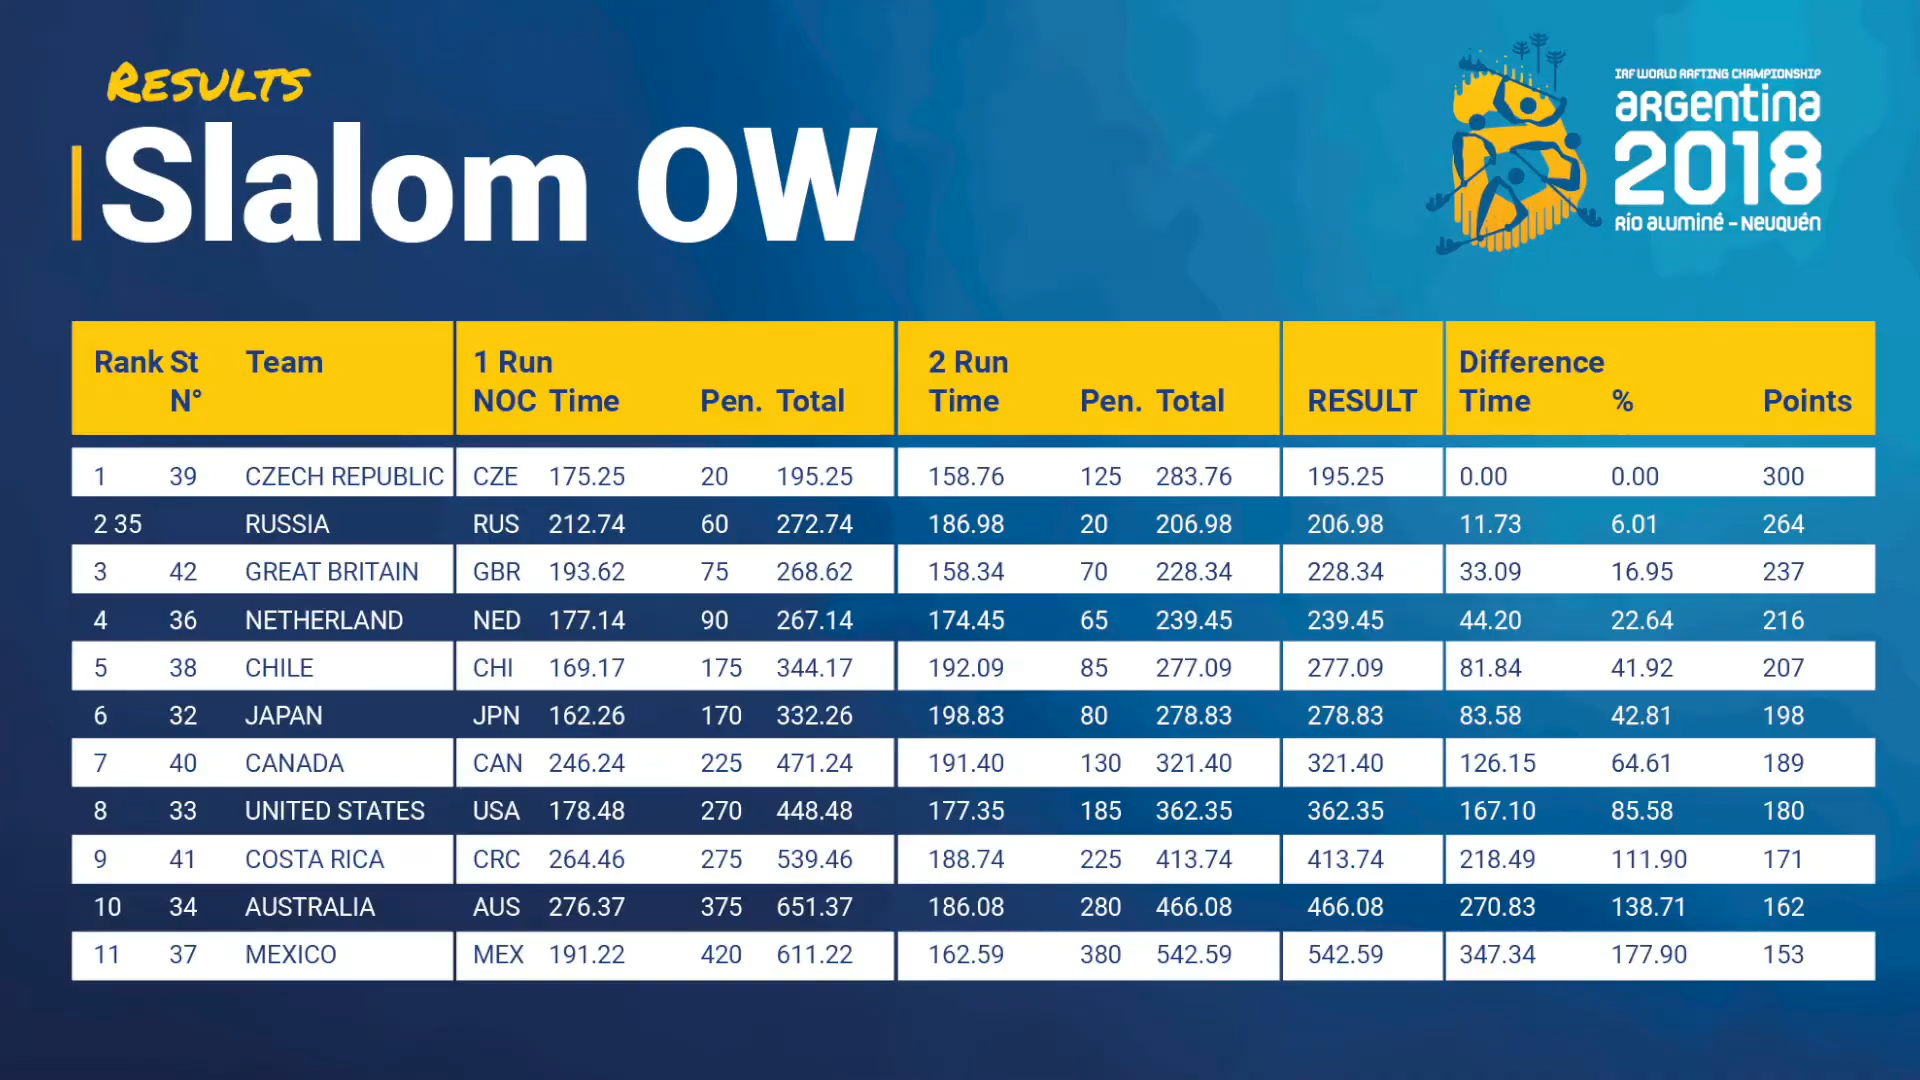 RESULTS
Slalom OW
IRF WORLD RAFTING CHAMPIONSHIP
ARGENTINA
2018
RÍO ALUMINÉ - NEUQUÉN
Rank St Team 1 Run 2 Run Difference
N° NOC Time Pen. Total Time Pen. Total RESULT Time % Points
1 39 CZECH REPUBLIC CZE 175.25 20 195.25 158.76 125 283.76 195.25 0.00 0.00 300
2 35 RUSSIA RUS 212.74 60 272.74 186.98 20 206.98 206.98 11.73 6.01 264
3 42 GREAT BRITAIN GBR 193.62 75 268.62 158.34 70 228.34 228.34 33.09 16.95 237
4 36 NETHERLAND NED 177.14 90 267.14 174.45 65 239.45 239.45 44.20 22.64 216
5 38 CHILE CHI 169.17 175 344.17 192.09 85 277.09 277.09 81.84 41.92 207
6 32 JAPAN JPN 162.26 170 332.26 198.83 80 278.83 278.83 83.58 42.81 198
7 40 CANADA CAN 246.24 225 471.24 191.40 130 321.40 321.40 126.15 64.61 189
8 33 UNITED STATES USA 178.48 270 448.48 177.35 185 362.35 362.35 167.10 85.58 180
9 41 COSTA RICA CRC 264.46 275 539.46 188.74 225 413.74 413.74 218.49 111.90 171
10 34 AUSTRALIA AUS 276.37 375 651.37 186.08 280 466.08 466.08 270.83 138.71 162
11 37 MEXICO MEX 191.22 420 611.22 162.59 380 542.59 542.59 347.34 177.90 153